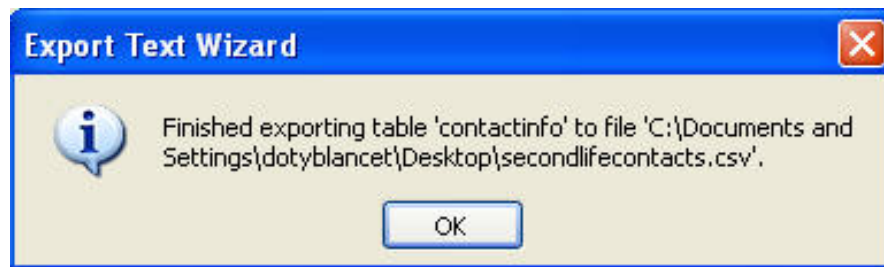 Export Text Wizard
Finished exporting table 'contactinfo' to file 'C:\Documents and
Settings\dotyblancet\Desktop\secondlifecontacts.csv'.
OK